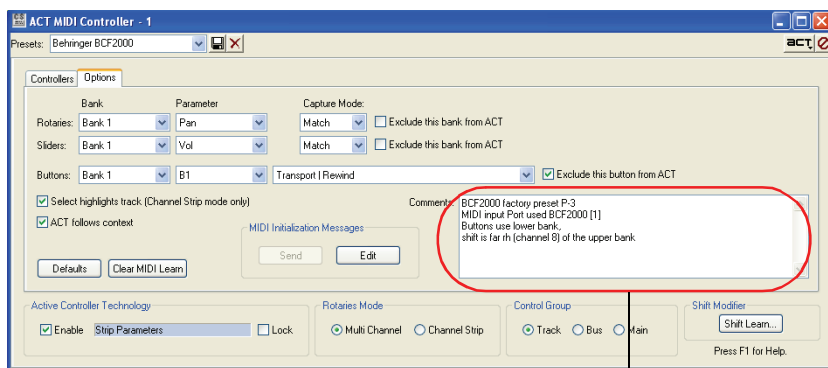 ACT MIDI Controller - 1
Presets: Behringer BCF2000
ACT
Controllers Options
Bank Parameter Capture Mode:
Rotaries: Bank 1 Pan Match Exclude this bank from ACT
Sliders: Bank 1 Vol Match Exclude this bank from ACT
Buttons: Bank 1 B1 Transport | Rewind Exclude this button from ACT
Select highlights track (Channel Strip mode only)
ACT follows context
Comments: BCF2000 factory preset P-3
MIDI input Port used BCF2000 [1]
Buttons use lower bank,
shift is far rh (channel 8) of the upper bank
MIDI Initialization Messages
Send Edit
Defaults Clear MIDI Learn
Active Controller Technology Rotaries Mode Control Group Shift Modifier
Enable Strip Parameters Lock Multi Channel Channel Strip Track Bus Main Shift Learn...
Press F1 for Help.